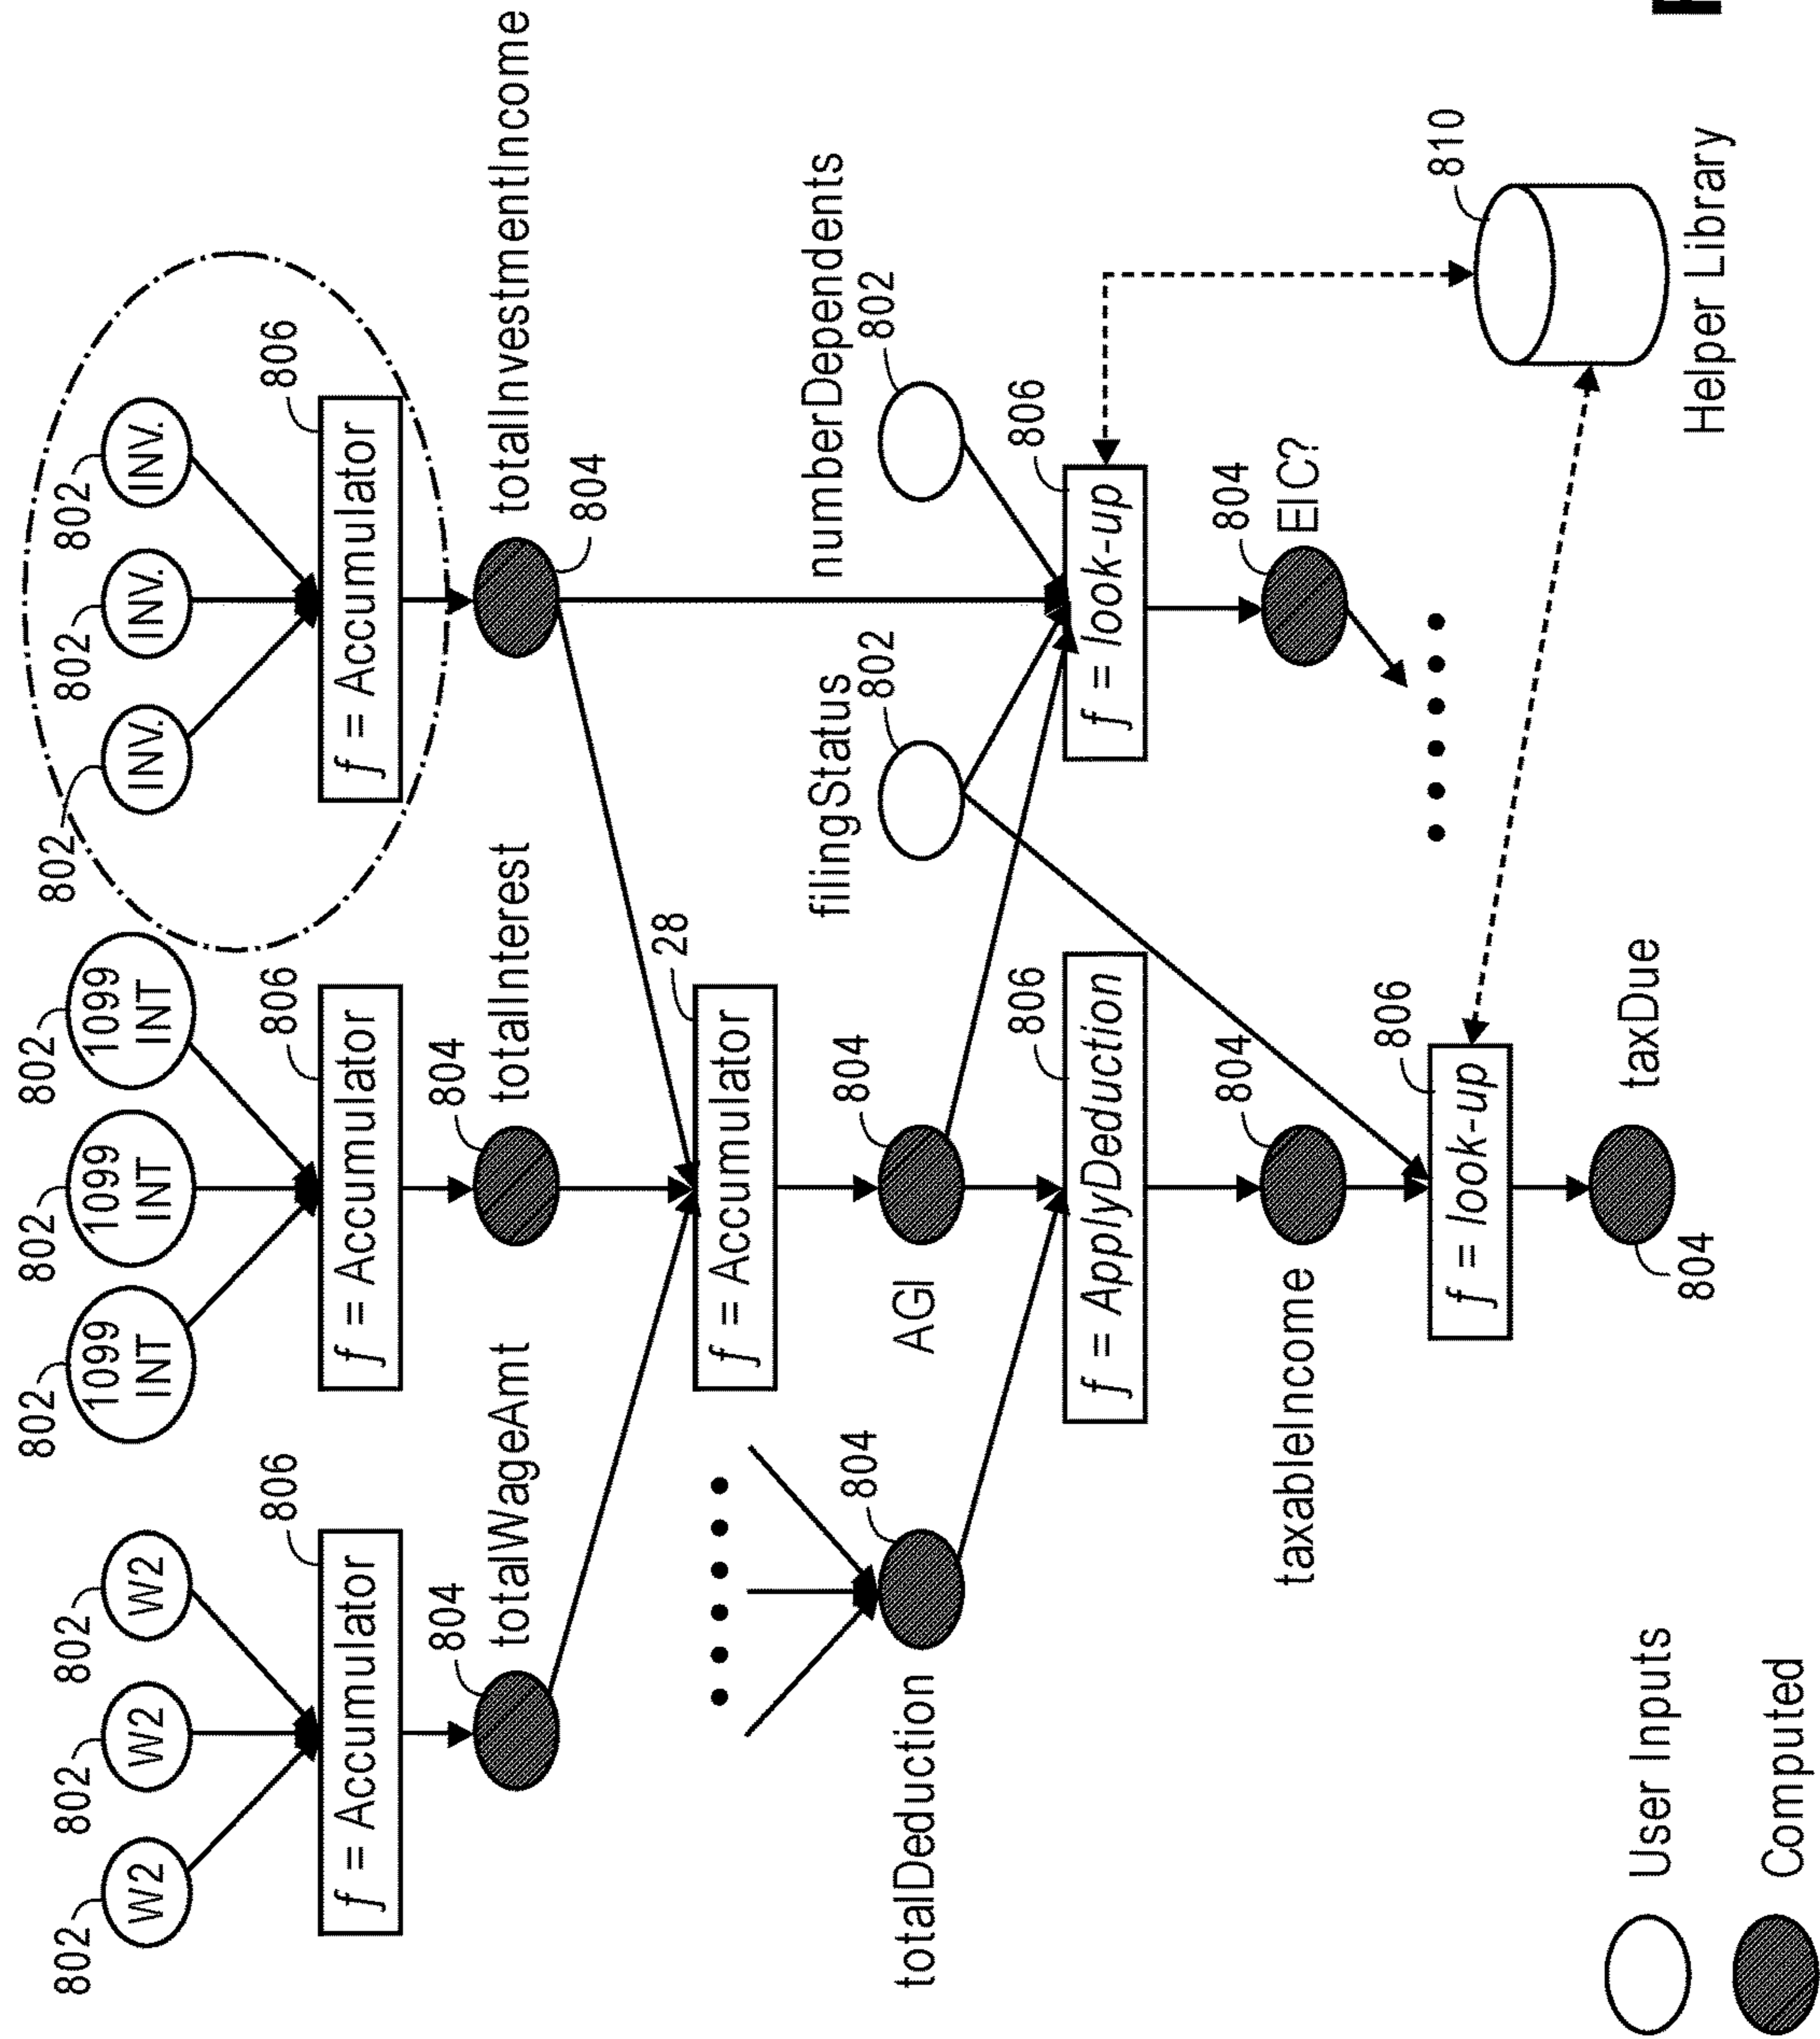 802
802
802
802
802
802
802
802
802
W2
W2
W2
1099
INT
1099
INT
1099
INT
INV.
INV.
INV.
806
806
806
f = Accumulator
f = Accumulator
f = Accumulator
804
totalWageAmt
804
totalInterest
totalInvestmentIncome
804
28
f = Accumulator
804
totalDeduction
AGI
804
filingStatus
802
numberDependents
802
806
f = ApplyDeduction
806
f = look-up
taxableIncome
804
804
EIC?
806
f = look-up
810
Helper Library
804
taxDue
User Inputs
Computed